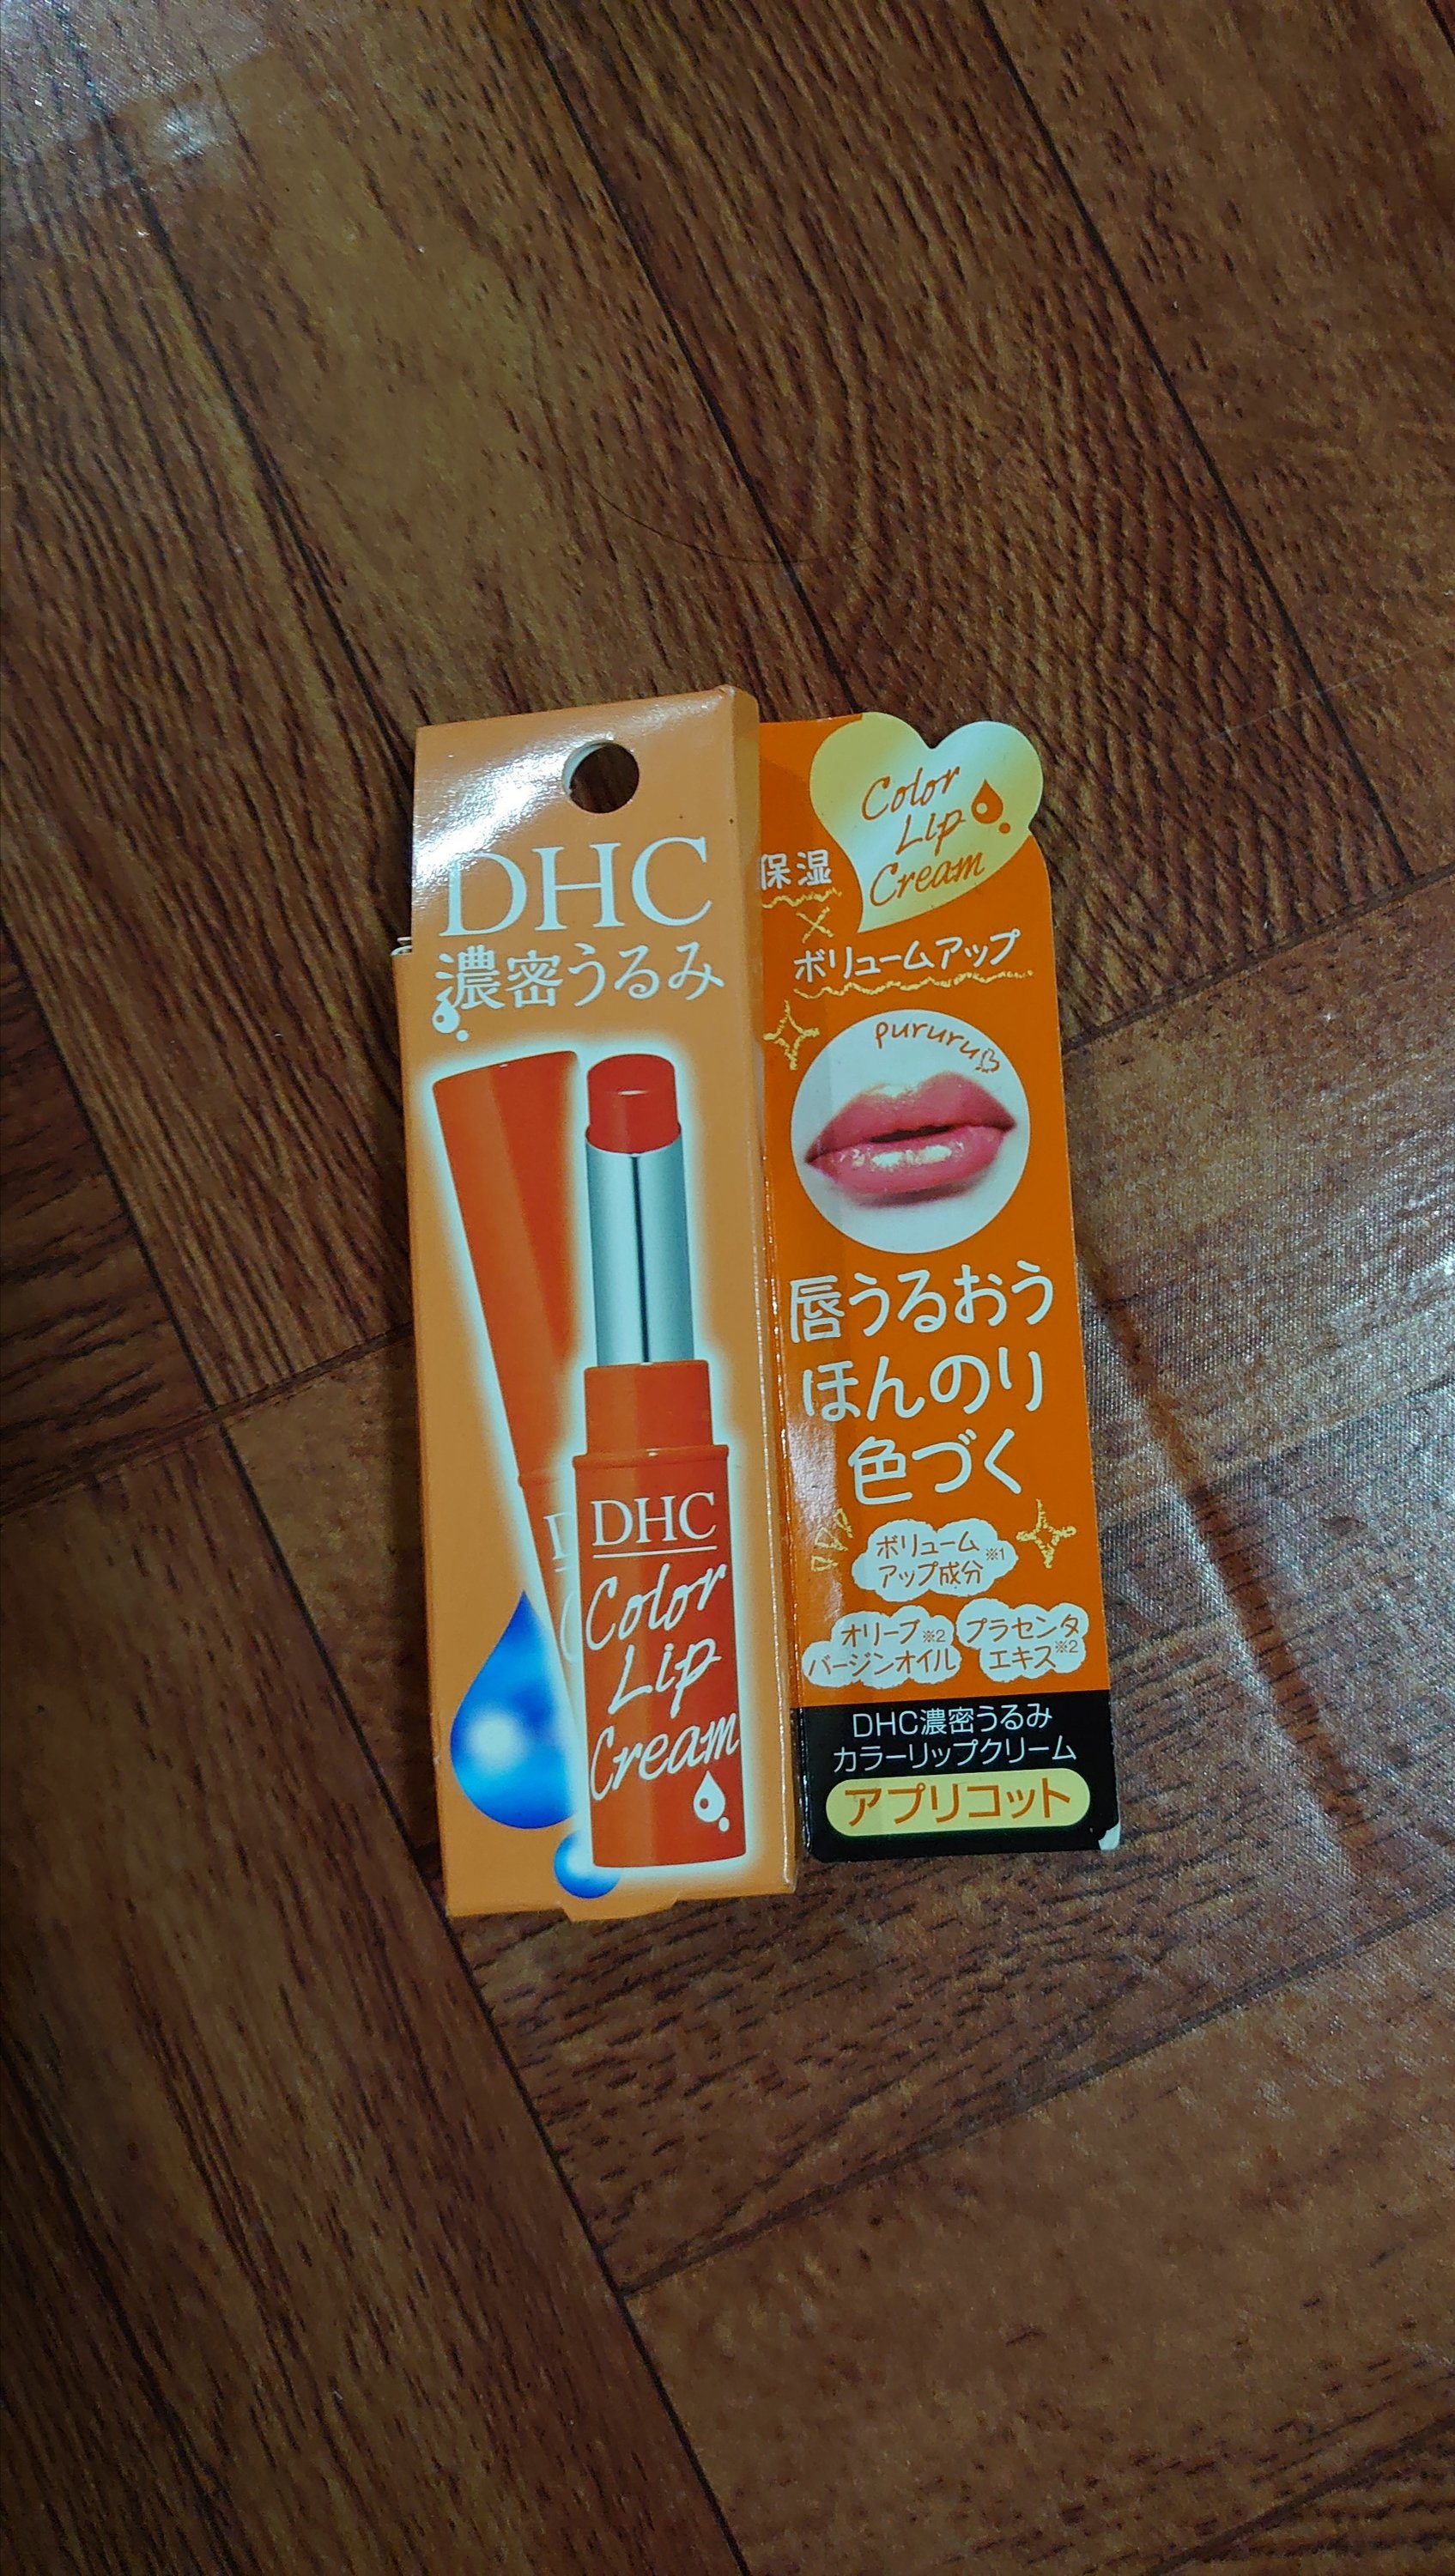 DHC
濃密うるみ
DHC
Color
Lip
Cream
Color
Lip
Cream
保湿
×
ボリュームアップ
pururu
唇うるおう
ほんのり
色づく
ボリューム
アップ成分※1
オリーブ※2
バージンオイル
プラセンタ
エキス※2
DHC濃密うるみ
カラーリップクリーム
アプリコット